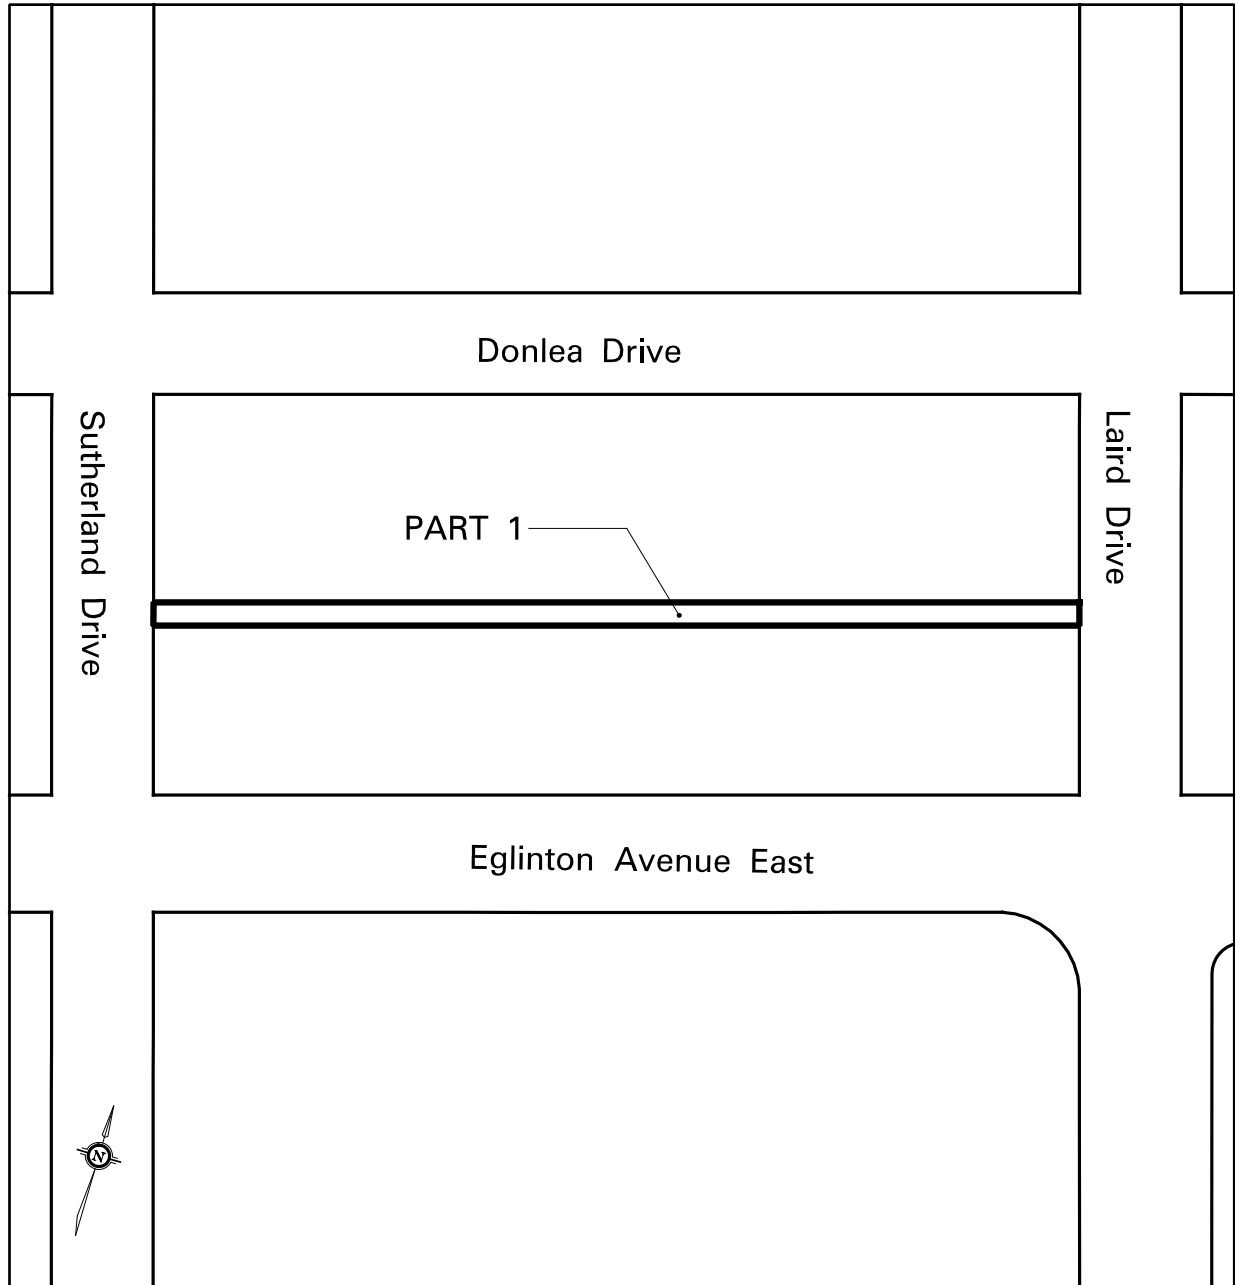 Donlea Drive
Sutherland Drive
Laird Drive
PART 1
Eglinton Avenue East
N